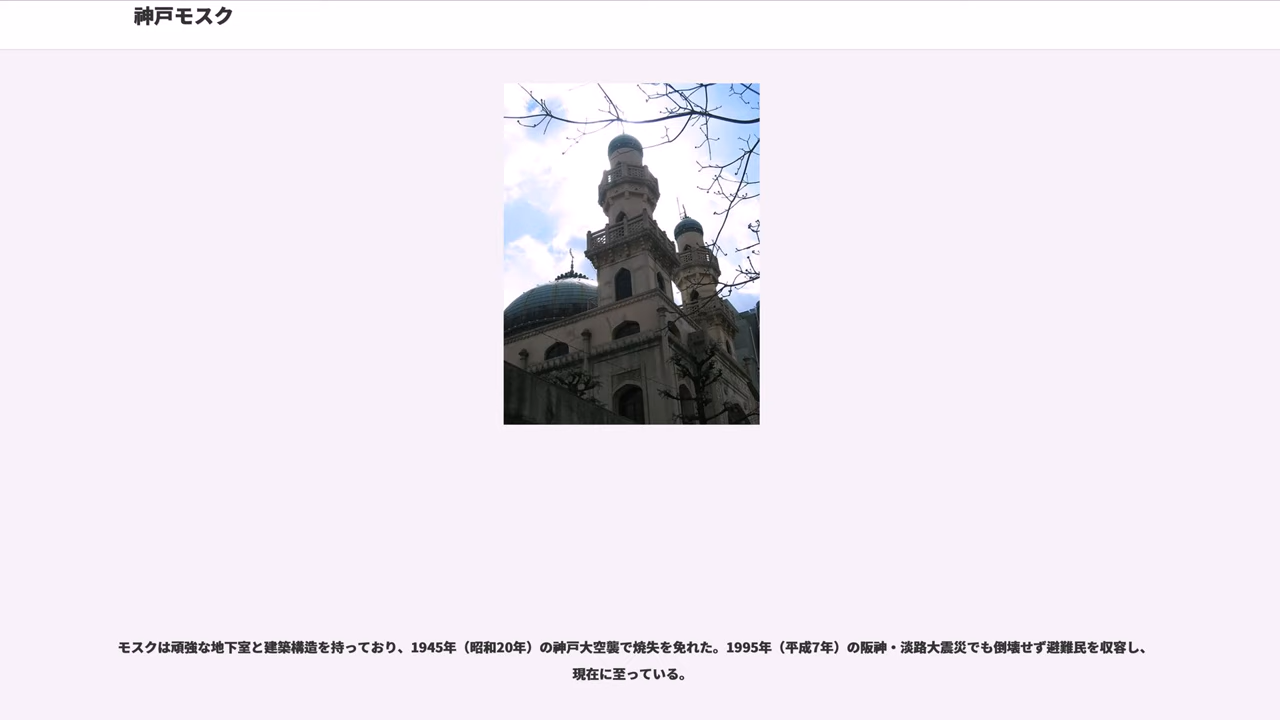 神戸モスク
モスクは頑強な地下室と建築構造を持っており、1945年（昭和20年）の神戸大空襲で焼失を免れた。1995年（平成7年）の阪神・淡路大震災でも倒壊せず避難民を収容し、
現在に至っている。